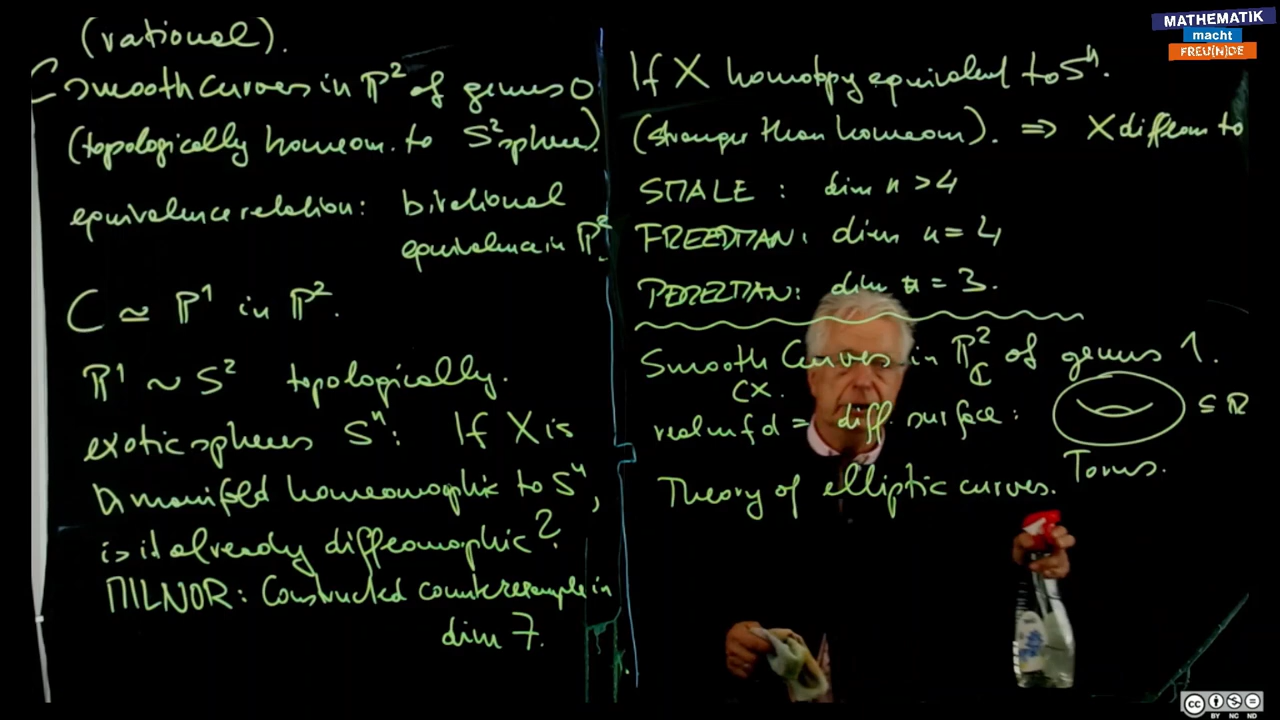 (rational).
smooth curves in ℙ² of genus 0
(topologically homeom. to S² sphere).
equivalence relation: birational
equivalence in ℙ².
C ≃ ℙ¹ in ℙ².
ℙ¹ ~ S² topologically.
exotic spheres Sⁿ: If X is
a manifold homeomorphic to Sⁿ,
is it already diffeomorphic?
MILNOR: Constructed counterexample in
dim 7.
If X homotopy equivalent to Sⁿ.
(stronger than homeom). ⇒ X diffeom to
SMALE: dim n > 4
FREEDMAN: dim n = 4
PERELMAN: dim n = 3.
Smooth Curves in ℙ²_ℂ of genus 1.
CX.
real mfd = diff. surface: ⊆ ℝ
Torus.
Theory of elliptic curves.
MATHEMATIK
macht
FREU(N)DE
cc
BY NC ND